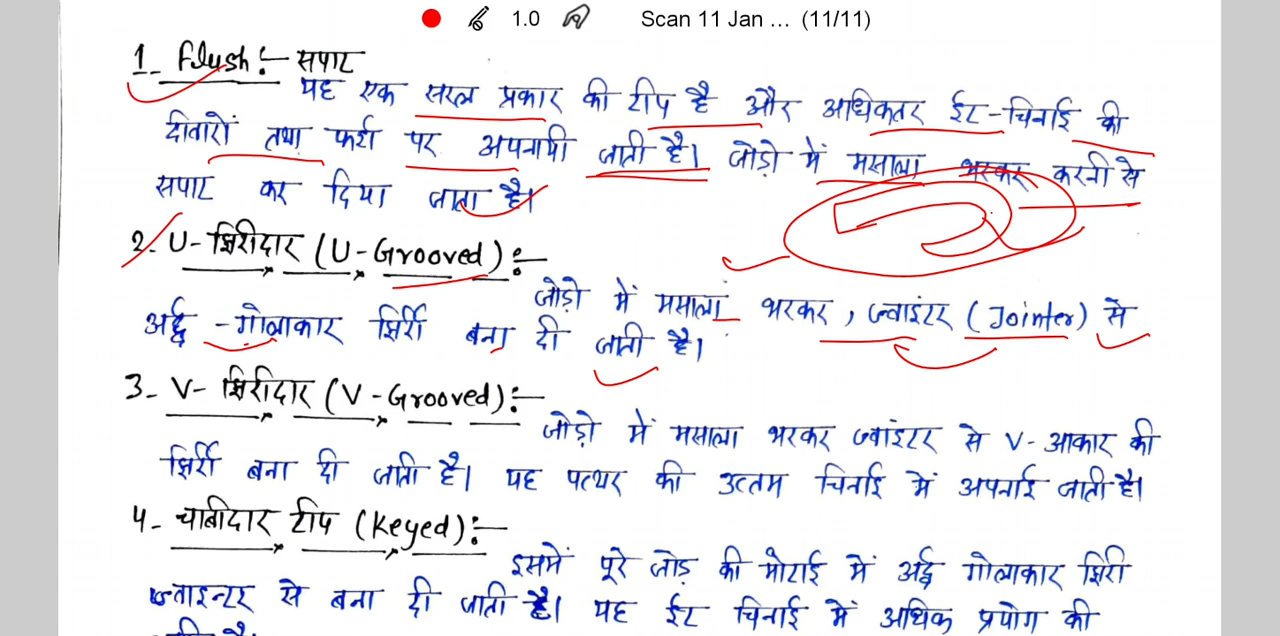 1.0 Scan 11 Jan ... (11/11)
1- Flush:- सपाट
यह एक सरल प्रकार की टीप है और अधिकतर ईट-चिनाई की
दीवारों तथा फर्श पर अपनायी जाती है। जोड़ो में मसाला भरकर करनी से
सपाट कर दिया जाता है।
2- U-झिरीदार (U-Grooved):-
जोड़ो में मसाला भरकर, ज्वाइंटर (Jointer) से
अर्द्ध -गोलाकार झिर्री बना दी जाती है।
3- V- झिरीदार (V-Grooved):-
जोड़ो में मसाला भरकर ज्वाइंटर से V- आकार की
झिर्री बना दी जाती है। यह पत्थर की उत्तम चिनाई में अपनाई जाती है।
4- चाबीदार टीप (Keyed):-
इसमें पूरे जोड़ की मोटाई में अर्द्ध गोलाकार झिरी
ज्वाइन्टर से बना दी जाती है। यह ईट चिनाई में अधिक प्रयोग की